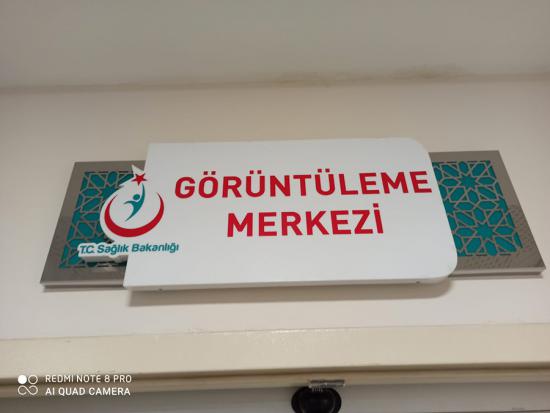 GÖRÜNTÜLEME
MERKEZİ
T.C. Sağlık Bakanlığı
REDMI NOTE 8 PRO
AI QUAD CAMERA